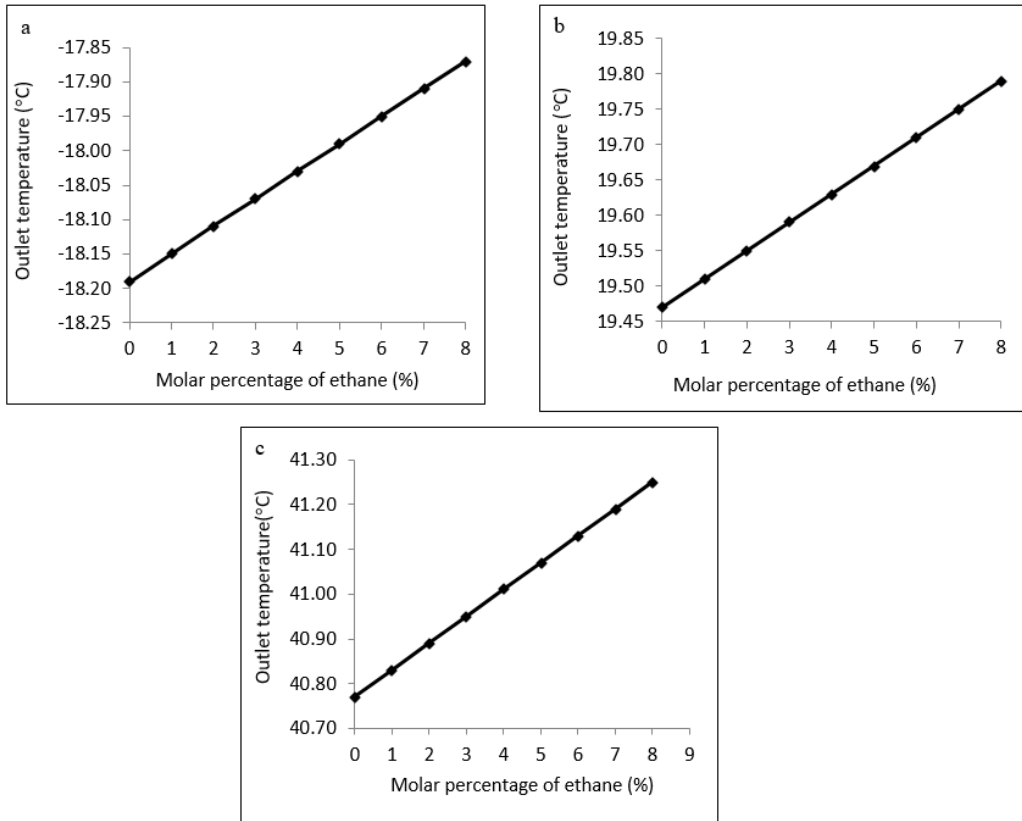 a
Outlet temperature (°C)
-17.85
-17.90
-17.95
-18.00
-18.05
-18.10
-18.15
-18.20
-18.25
0 1 2 3 4 5 6 7 8
Molar percentage of ethane (%)
b
Outlet temperature (°C)
19.85
19.80
19.75
19.65
19.60
19.55
19.50
19.45
0 1 2 3 4 5 6 7 8
Molar percentage of ethane (%)
c
Outlet temperature(°C)
41.30
41.20
41.10
41.00
40.90
40.80
40.70
0 1 2 3 4 5 6 7 8 9
Molar percentage of ethane (%)